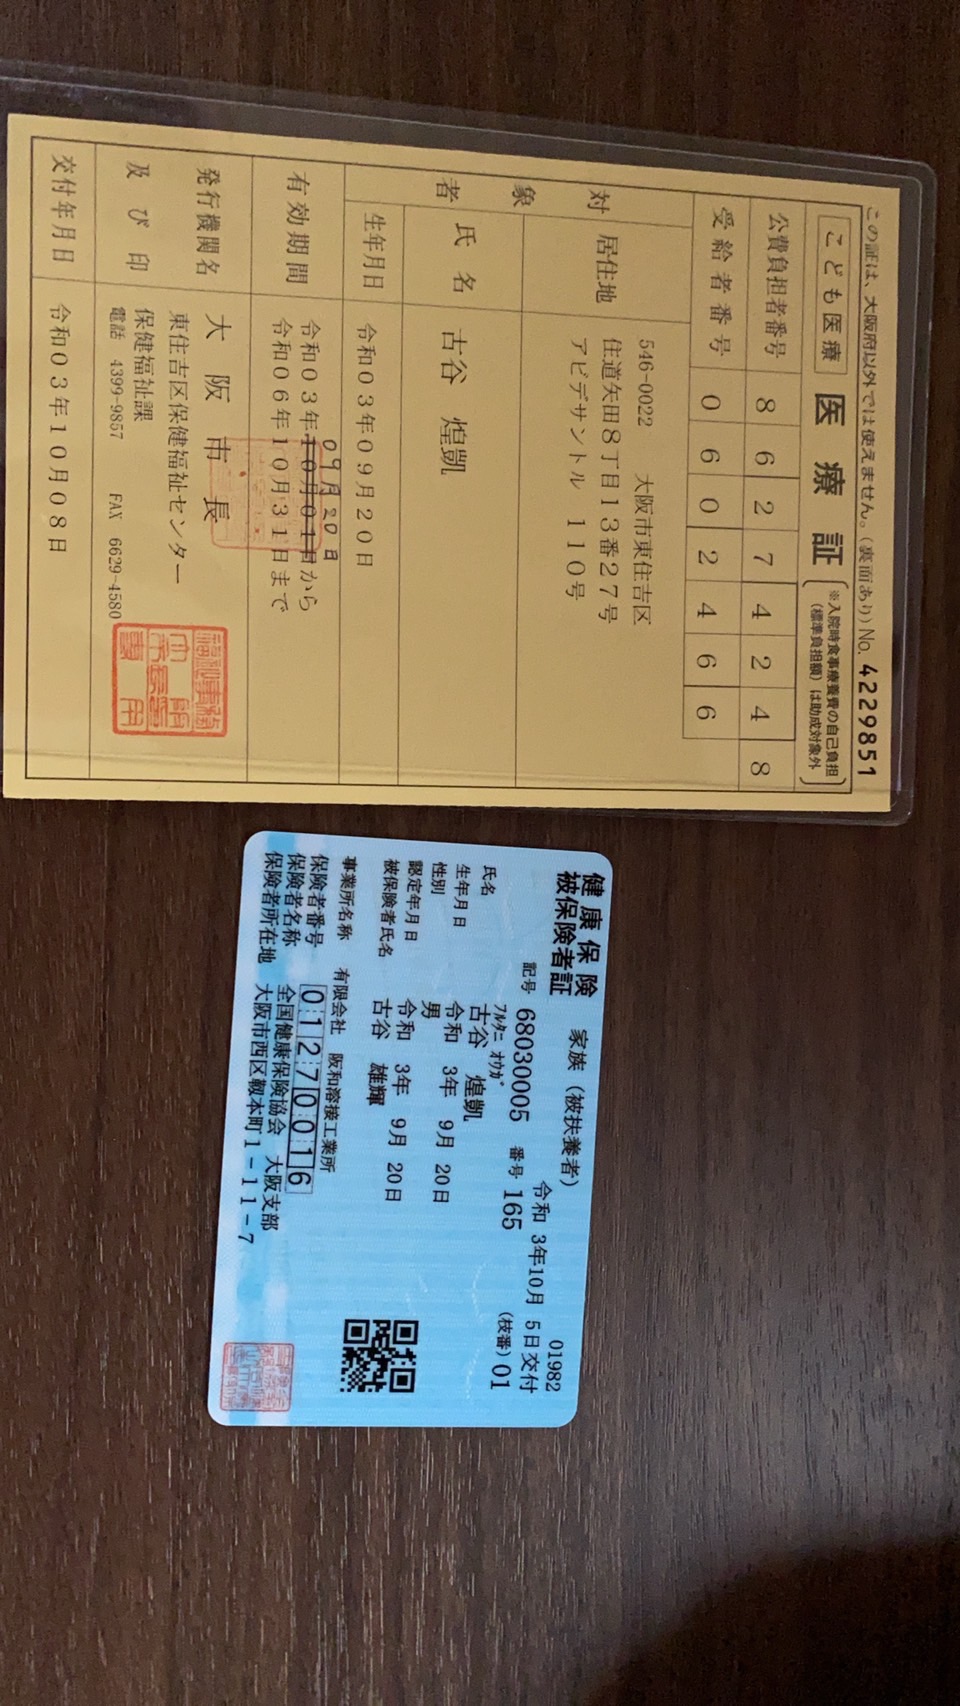 この証は、大阪府以外では使えません。(裏面あり) No. 4229851
こども医療 医療証 ※入院時食事療養費の自己負担(標準負担額)は助成対象外
公費負担者番号 8 6 2 7 4 2 4 8
受給者番号 0 6 0 2 4 6 6
対象者
居住地 546-0022 大阪市東住吉区
住道矢田8丁目13番27号
アビデサントル 110号
氏名 古谷 煌凱
生年月日 令和03年09月20日
09月20日
有効期間 令和03年10月01日から
令和06年10月31日まで
発行機関名及び印 大阪市長
東住吉区保健福祉センター
保健福祉課
電話 4399-9857 FAX 6629-4580
交付年月日 令和03年10月08日
健康保険被保険者証 家族(被扶養者) 01982
令和 3年10月 5日交付
記号 68030005 番号 165 (枝番) 01
フルタニ オウガ
氏名 古谷 煌凱
生年月日 令和 3年 9月 20日
性別 男
認定年月日 令和 3年 9月 20日
被保険者氏名 古谷 雄輝
事業所名称 有限会社 阪和溶接工業所
保険者番号 01270016
保険者名称 全国健康保険協会 大阪支部
保険者所在地 大阪市西区靱本町1-11-7